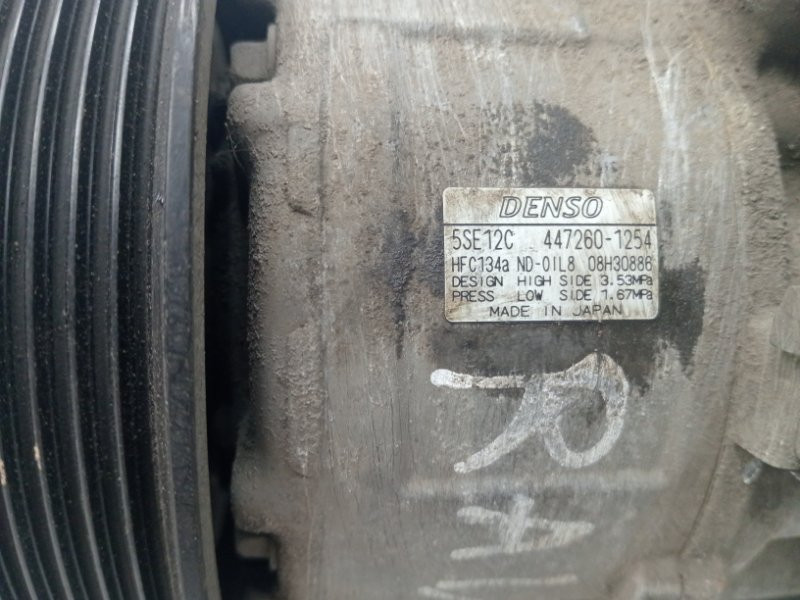 DENSO
5SE12C 447260-1254
HFC134a ND-OIL8 08H30886
DESIGN HIGH SIDE 3.53MPa
PRESS LOW SIDE 1.67MPa
MADE IN JAPAN
RAV